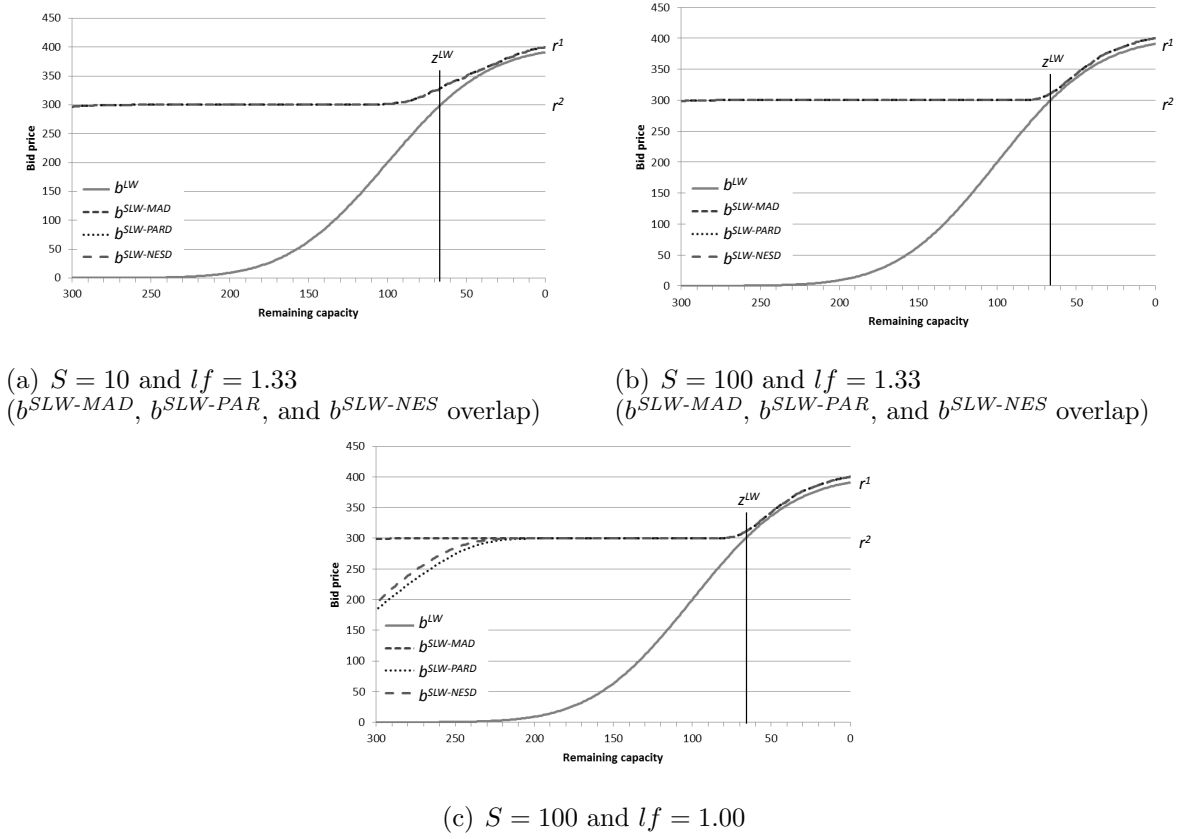 450
400
350
300
250
200
150
100
50
0
Bid price
z^LW
r^1
r^2
b^LW
b^SLW-MAD
b^SLW-PARD
b^SLW-NESD
300 250 200 150 100 50 0
Remaining capacity
450
400
350
300
250
200
150
100
50
0
Bid price
z^LW
r^1
r^2
b^LW
b^SLW-MAD
b^SLW-PARD
b^SLW-NESD
300 250 200 150 100 50 0
Remaining capacity
(a) S = 10 and lf = 1.33
(b^SLW-MAD, b^SLW-PAR, and b^SLW-NES overlap)
(b) S = 100 and lf = 1.33
(b^SLW-MAD, b^SLW-PAR, and b^SLW-NES overlap)
450
400
350
300
250
200
150
100
50
0
Bid price
z^LW
r^1
r^2
b^LW
b^SLW-MAD
b^SLW-PARD
b^SLW-NESD
300 250 200 150 100 50 0
Remaining capacity
(c) S = 100 and lf = 1.00